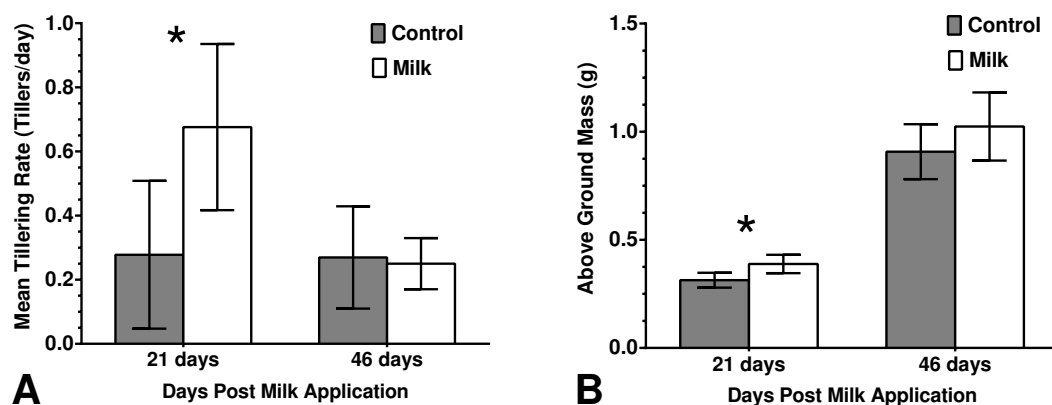 A
Mean Tillering Rate (Tillers/day)
1.0
0.8
0.6
0.4
0.2
0.0
*
Control
Milk
21 days
46 days
Days Post Milk Application
B
Above Ground Mass (g)
1.5
1.0
0.5
0.0
*
Control
Milk
21 days
46 days
Days Post Milk Application